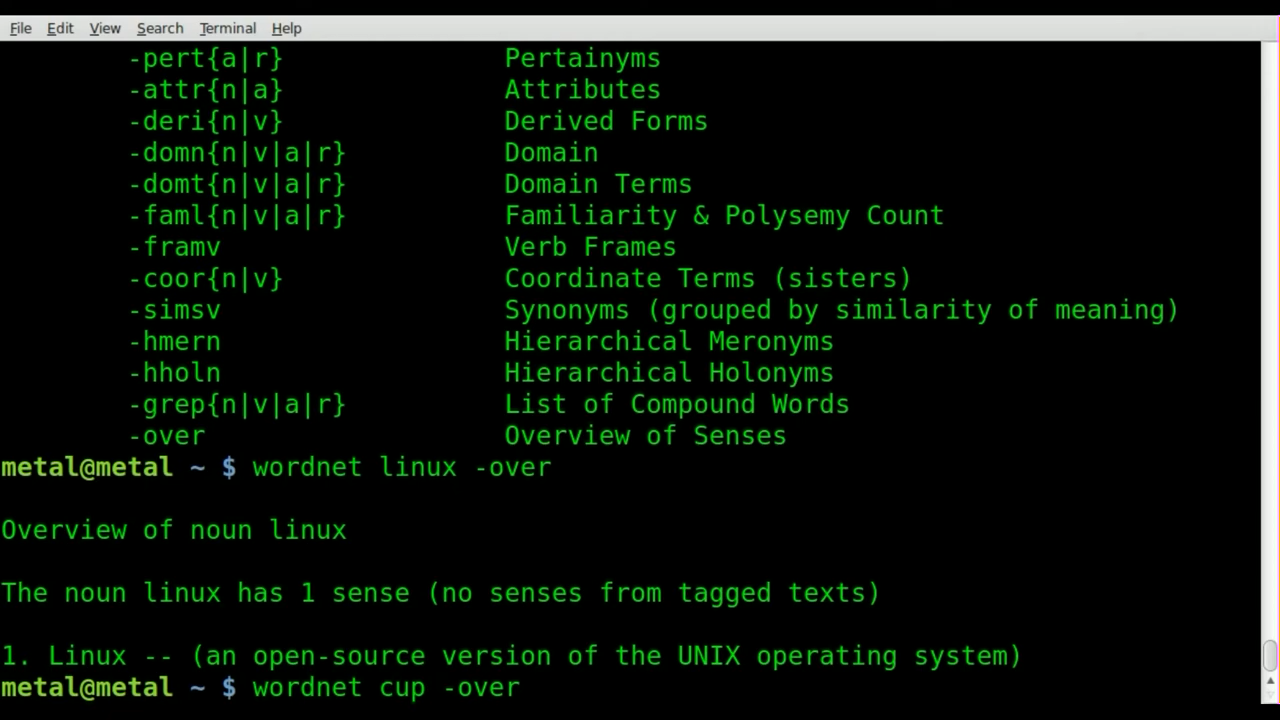 File Edit View Search Terminal Help
-pert{a|r} Pertainyms
-attr{n|a} Attributes
-deri{n|v} Derived Forms
-domn{n|v|a|r} Domain
-domt{n|v|a|r} Domain Terms
-faml{n|v|a|r} Familiarity & Polysemy Count
-framv Verb Frames
-coor{n|v} Coordinate Terms (sisters)
-simsv Synonyms (grouped by similarity of meaning)
-hmern Hierarchical Meronyms
-hholn Hierarchical Holonyms
-grep{n|v|a|r} List of Compound Words
-over Overview of Senses
metal@metal ~ $ wordnet linux -over
Overview of noun linux
The noun linux has 1 sense (no senses from tagged texts)
1. Linux -- (an open-source version of the UNIX operating system)
metal@metal ~ $ wordnet cup -over